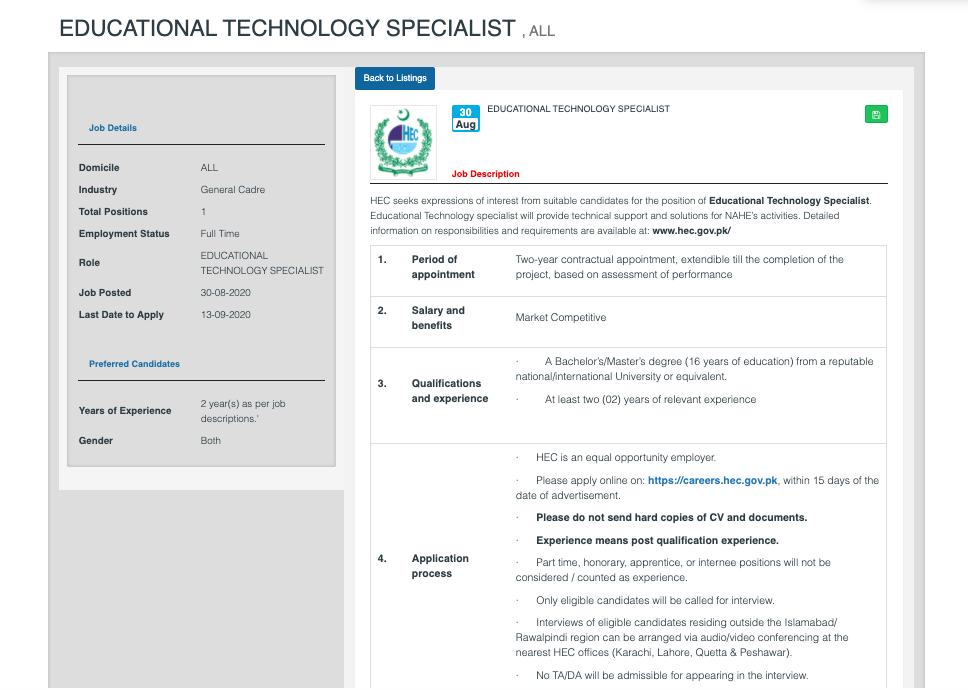 EDUCATIONAL TECHNOLOGY SPECIALIST , ALL
Job Details
Domicile ALL
Industry General Cadre
Total Positions 1
Employment Status Full Time
Role EDUCATIONAL
TECHNOLOGY SPECIALIST
Job Posted 30-08-2020
Last Date to Apply 13-09-2020
Preferred Candidates
Years of Experience 2 year(s) as per job
descriptions.'
Gender Both
Back to Listings
HEC
30
Aug
EDUCATIONAL TECHNOLOGY SPECIALIST
Job Description
HEC seeks expressions of interest from suitable candidates for the position of Educational Technology Specialist.
Educational Technology specialist will provide technical support and solutions for NAHE's activities. Detailed
information on responsibilities and requirements are available at: www.hec.gov.pk/
1. Period of
appointment
Two-year contractual appointment, extendible till the completion of the
project, based on assessment of performance
2. Salary and
benefits
Market Competitive
3. Qualifications
and experience
· A Bachelor's/Master's degree (16 years of education) from a reputable
national/international University or equivalent.
· At least two (02) years of relevant experience
4. Application
process
· HEC is an equal opportunity employer.
· Please apply online on: https://careers.hec.gov.pk, within 15 days of the
date of advertisement.
· Please do not send hard copies of CV and documents.
· Experience means post qualification experience.
· Part time, honorary, apprentice, or internee positions will not be
considered / counted as experience.
· Only eligible candidates will be called for interview.
· Interviews of eligible candidates residing outside the Islamabad/
Rawalpindi region can be arranged via audio/video conferencing at the
nearest HEC offices (Karachi, Lahore, Quetta & Peshawar).
· No TA/DA will be admissible for appearing in the interview.